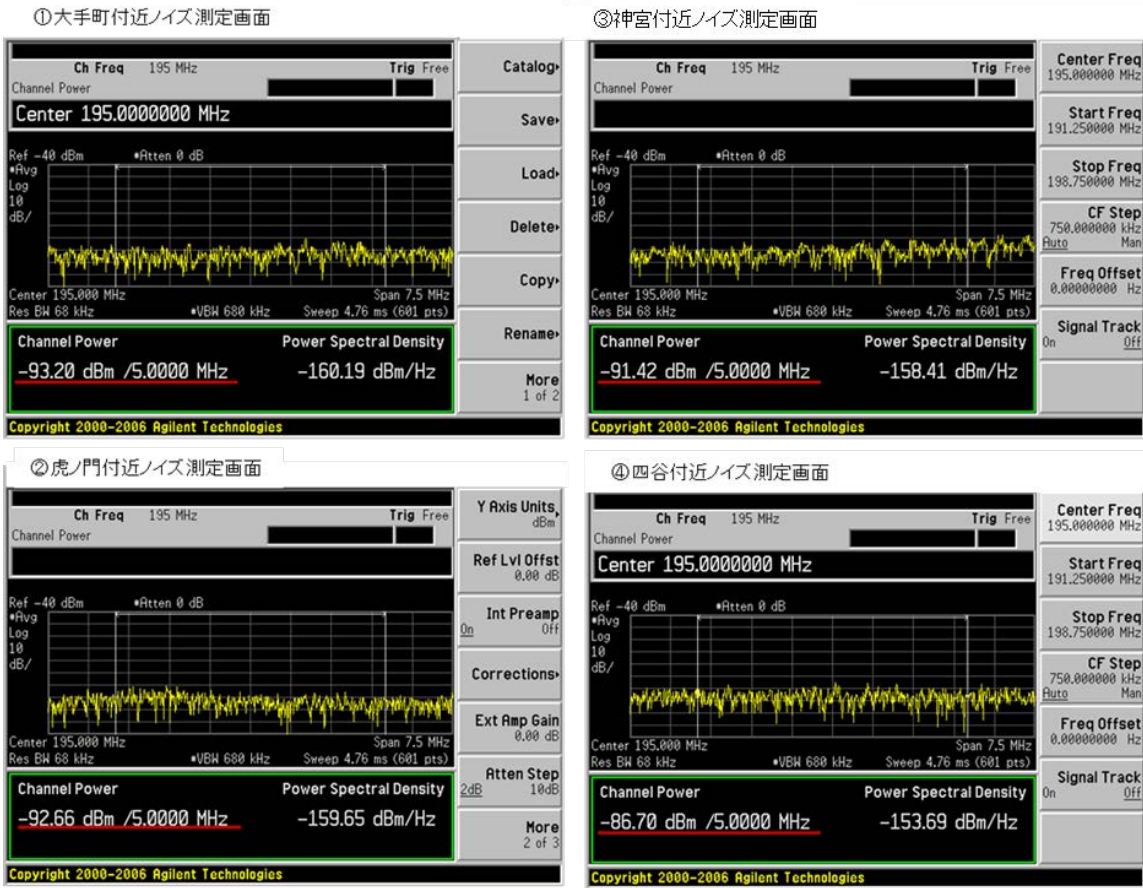 ①大手町付近ノイズ測定画面
Ch Freq 195 MHz Trig Free
Channel Power
Center 195.0000000 MHz
Ref -40 dBm *Atten 0 dB
*Avg
Log
10
dB/
Center 195.000 MHz Span 7.5 MHz
Res BW 68 kHz *VBW 680 kHz Sweep 4.76 ms (601 pts)
Channel Power Power Spectral Density
-93.20 dBm /5.0000 MHz -160.19 dBm/Hz
Copyright 2000-2006 Agilent Technologies
Catalog
Save
Load
Delete
Copy
Rename
More
1 of 2
③神宮付近ノイズ測定画面
Ch Freq 195 MHz Trig Free
Channel Power
Ref -40 dBm *Atten 0 dB
*Avg
Log
10
dB/
Center 195.000 MHz Span 7.5 MHz
Res BW 68 kHz *VBW 680 kHz Sweep 4.76 ms (601 pts)
Channel Power Power Spectral Density
-91.42 dBm /5.0000 MHz -158.41 dBm/Hz
Copyright 2000-2006 Agilent Technologies
Center Freq
195.000000 MHz
Start Freq
191.250000 MHz
Stop Freq
198.750000 MHz
CF Step
750.000000 kHz
Auto Man
Freq Offset
0.00000000 Hz
Signal Track
On Off
②虎ノ門付近ノイズ測定画面
Ch Freq 195 MHz Trig Free
Channel Power
Ref -40 dBm *Atten 0 dB
*Avg
Log
10
dB/
Center 195.000 MHz Span 7.5 MHz
Res BW 68 kHz *VBW 680 kHz Sweep 4.76 ms (601 pts)
Channel Power Power Spectral Density
-92.66 dBm /5.0000 MHz -159.65 dBm/Hz
Copyright 2000-2006 Agilent Technologies
Y Axis Units
dBm
Ref Lvl Offst
0.00 dB
Int Preamp
On Off
Corrections
Ext Amp Gain
0.00 dB
Atten Step
2dB 10dB
More
2 of 3
④四谷付近ノイズ測定画面
Ch Freq 195 MHz Trig Free
Channel Power
Center 195.0000000 MHz
Ref -40 dBm *Atten 0 dB
*Avg
Log
10
dB/
Center 195.000 MHz Span 7.5 MHz
Res BW 68 kHz *VBW 680 kHz Sweep 4.76 ms (601 pts)
Channel Power Power Spectral Density
-86.70 dBm /5.0000 MHz -153.69 dBm/Hz
Copyright 2000-2006 Agilent Technologies
Center Freq
195.000000 MHz
Start Freq
191.250000 MHz
Stop Freq
198.750000 MHz
CF Step
750.000000 kHz
Auto Man
Freq Offset
0.00000000 Hz
Signal Track
On Off